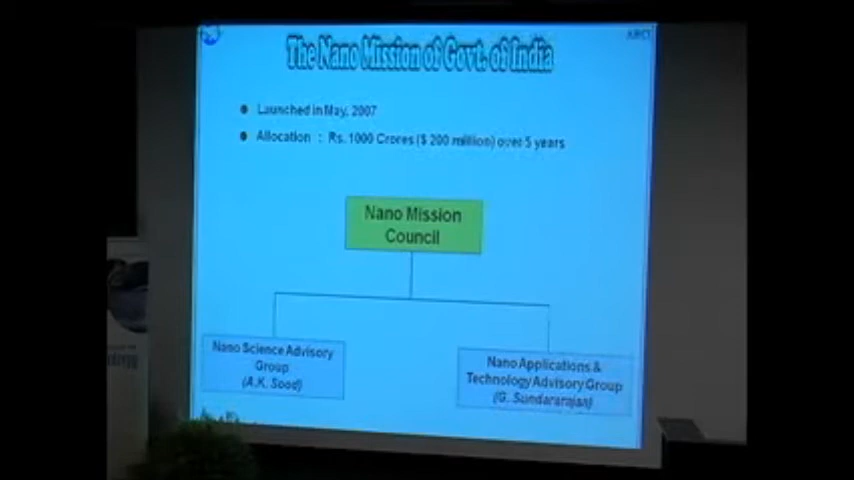 ARCI
The Nano Mission of Govt. of India
Launched in May, 2007
Allocation : Rs. 1000 Crores ($ 200 million) over 5 years
Nano Mission
Council
Nano Science Advisory
Group
(A.K. Sood)
Nano Applications &
Technology Advisory Group
(G. Sundararajan)